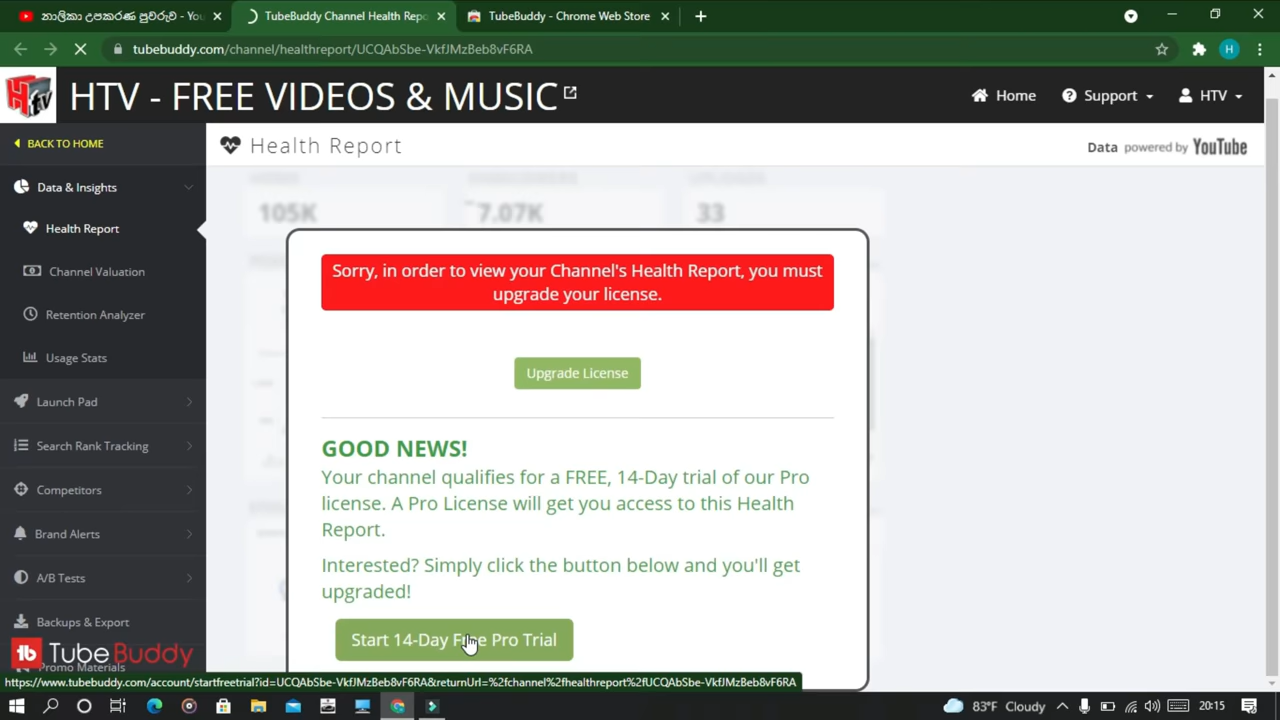 නාලිකා උපකරණ පුවරුව - You
TubeBuddy Channel Health Repo
TubeBuddy - Chrome Web Store
tubebuddy.com/channel/healthreport/UCQAbSbe-VkfJMzBeb8vF6RA
H
HTV
HTV - FREE VIDEOS & MUSIC
Home
Support
HTV
BACK TO HOME
Health Report
Data powered by YouTube
Data & Insights
Health Report
Channel Valuation
Retention Analyzer
Usage Stats
Launch Pad
Search Rank Tracking
Competitors
Brand Alerts
A/B Tests
Backups & Export
Promo Materials
tb TubeBuddy
105K
7.07K
33
Sorry, in order to view your Channel's Health Report, you must
upgrade your license.
Upgrade License
GOOD NEWS!
Your channel qualifies for a FREE, 14-Day trial of our Pro
license. A Pro License will get you access to this Health
Report.
Interested? Simply click the button below and you'll get
upgraded!
Start 14-Day Free Pro Trial
https://www.tubebuddy.com/account/startfreetrial?id=UCQAbSbe-VkfJMzBeb8vF6RA&returnUrl=%2fchannel%2fhealthreport%2fUCQAbSbe-VkfJMzBeb8vF6RA
83°F Cloudy
20:15